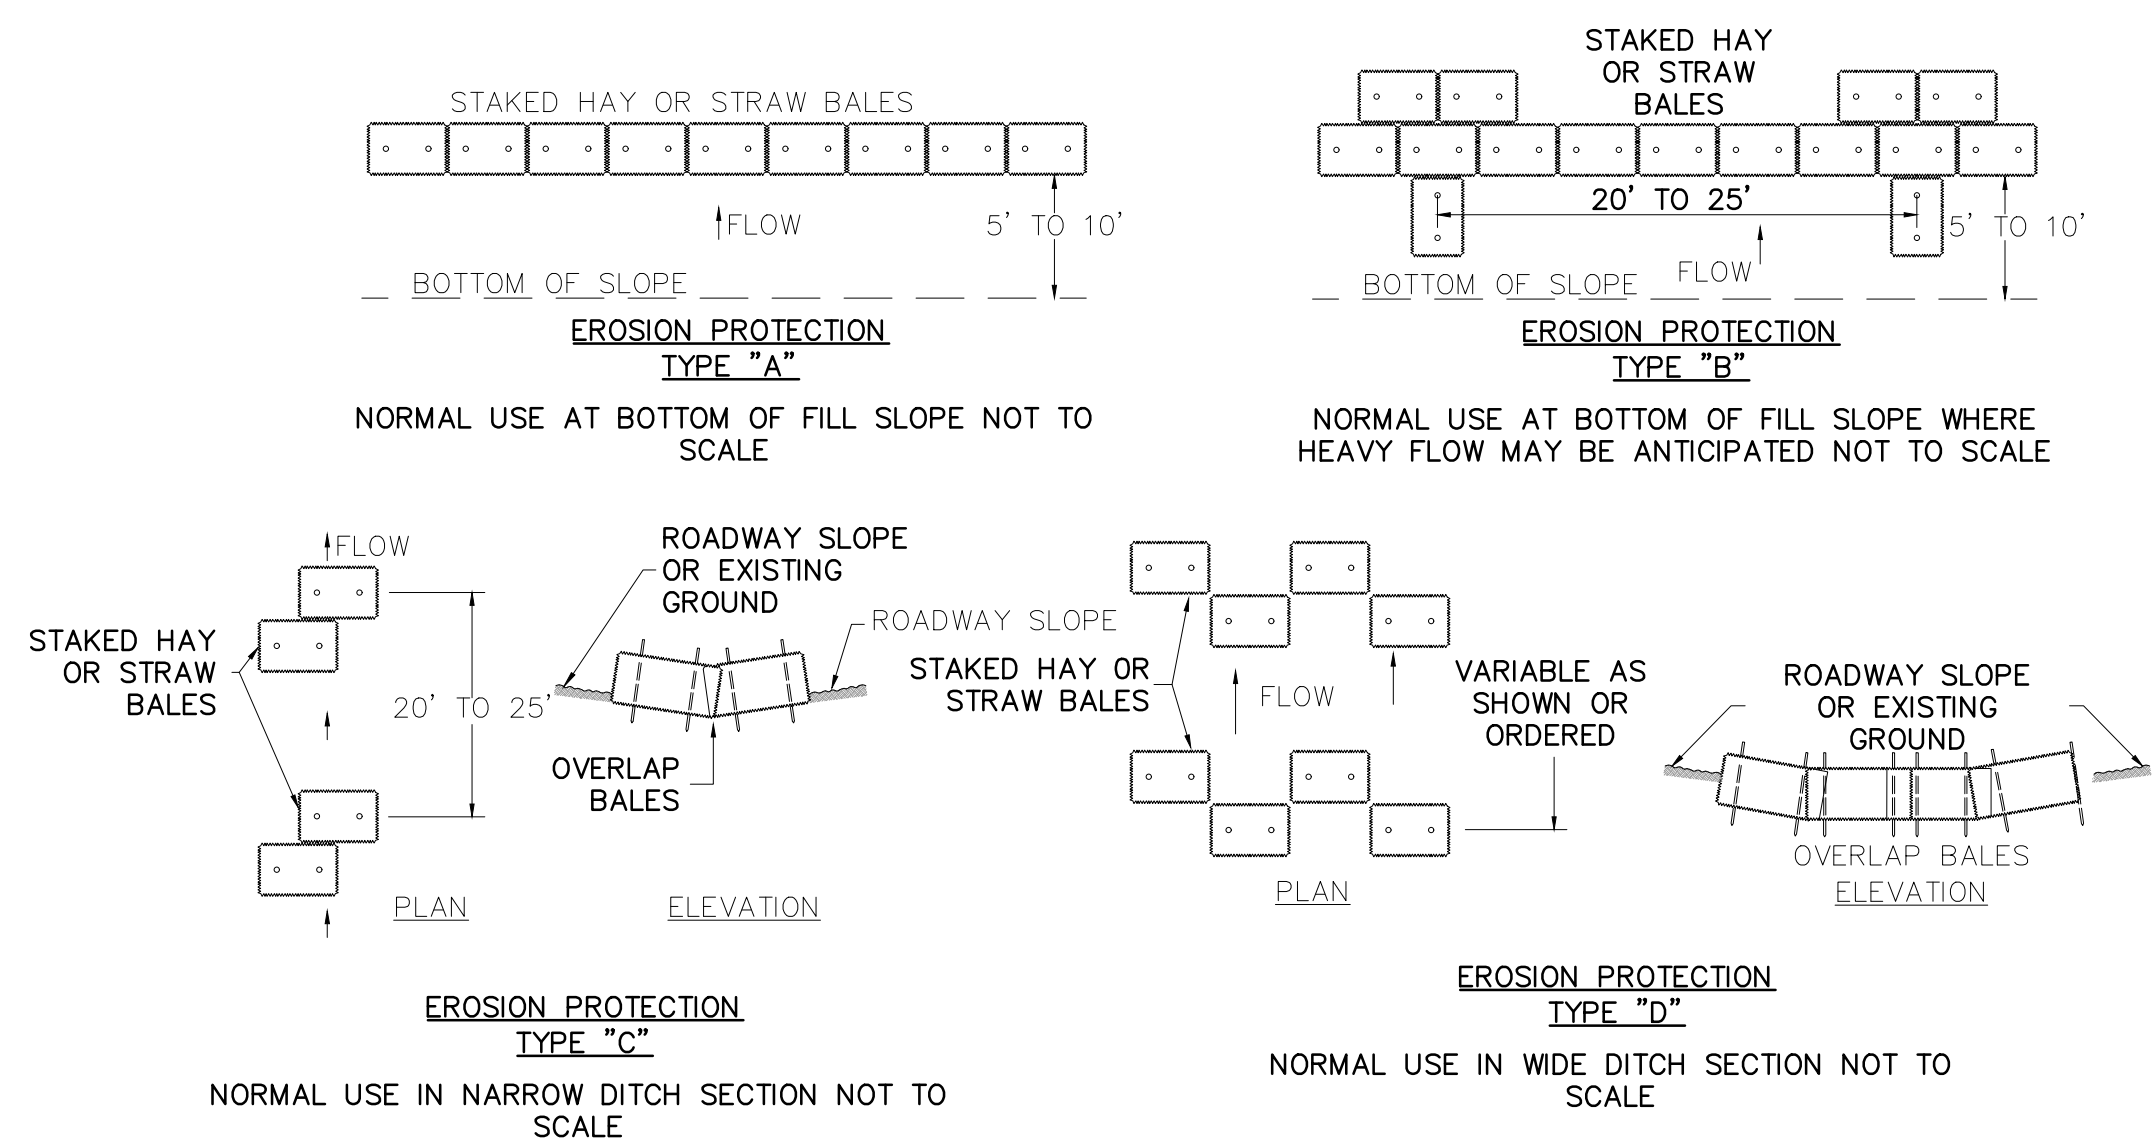 STAKED HAY OR STRAW BALES
FLOW
5' TO 10'
BOTTOM OF SLOPE
EROSION PROTECTION
TYPE "A"
NORMAL USE AT BOTTOM OF FILL SLOPE NOT TO
SCALE
STAKED HAY
OR STRAW
BALES
20' TO 25'
5' TO 10'
FLOW
BOTTOM OF SLOPE
EROSION PROTECTION
TYPE "B"
NORMAL USE AT BOTTOM OF FILL SLOPE WHERE
HEAVY FLOW MAY BE ANTICIPATED NOT TO SCALE
FLOW
STAKED HAY
OR STRAW
BALES
20' TO 25'
PLAN
ROADWAY SLOPE
OR EXISTING
GROUND
ROADWAY SLOPE
OVERLAP
BALES
ELEVATION
EROSION PROTECTION
TYPE "C"
NORMAL USE IN NARROW DITCH SECTION NOT TO
SCALE
STAKED HAY OR
STRAW BALES
FLOW
VARIABLE AS
SHOWN OR
ORDERED
PLAN
ROADWAY SLOPE
OR EXISTING
GROUND
OVERLAP BALES
ELEVATION
EROSION PROTECTION
TYPE "D"
NORMAL USE IN WIDE DITCH SECTION NOT TO
SCALE